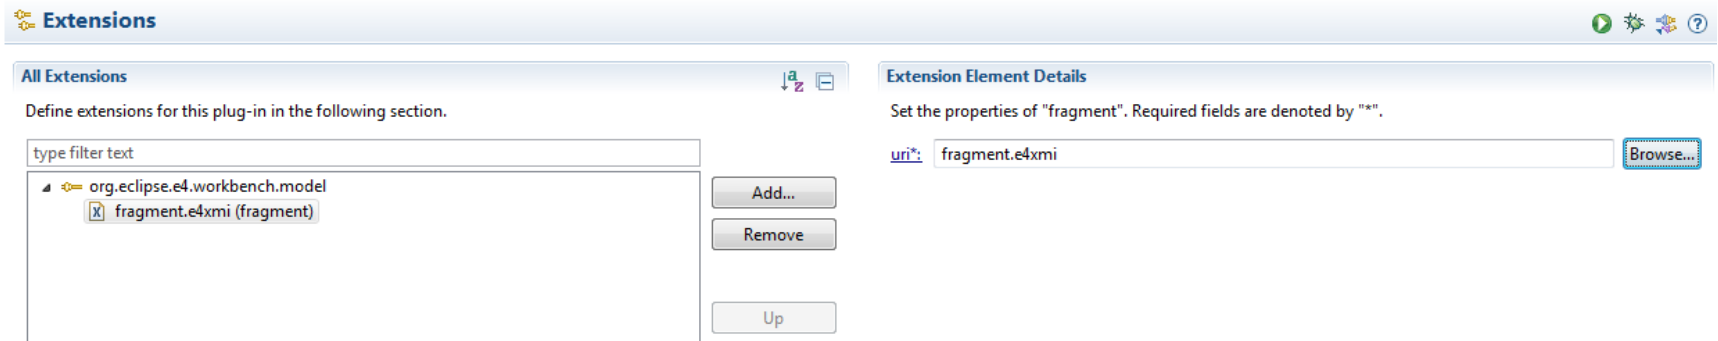 Extensions
All Extensions
Define extensions for this plug-in in the following section.
type filter text
org.eclipse.e4.workbench.model
fragment.e4xmi (fragment)
Add...
Remove
Up
Extension Element Details
Set the properties of "fragment". Required fields are denoted by "*".
uri*: fragment.e4xmi Browse...